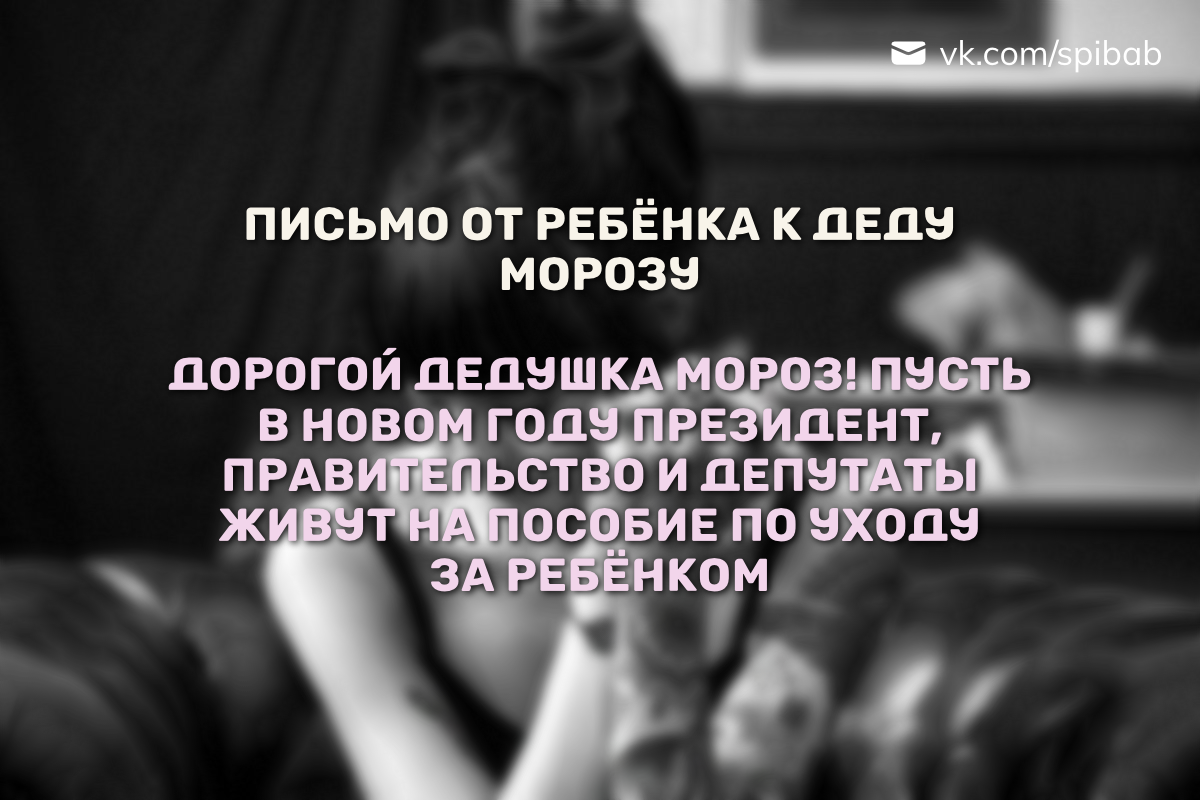 vk.com/spibab
ПИСЬМО ОТ РЕБЁНКА К ДЕДУ
МОРОЗУ
ДОРОГОЙ ДЕДУШКА МОРОЗ! ПУСТЬ
В НОВОМ ГОДУ ПРЕЗИДЕНТ,
ПРАВИТЕЛЬСТВО И ДЕПУТАТЫ
ЖИВУТ НА ПОСОБИЕ ПО УХОДУ
ЗА РЕБЁНКОМ